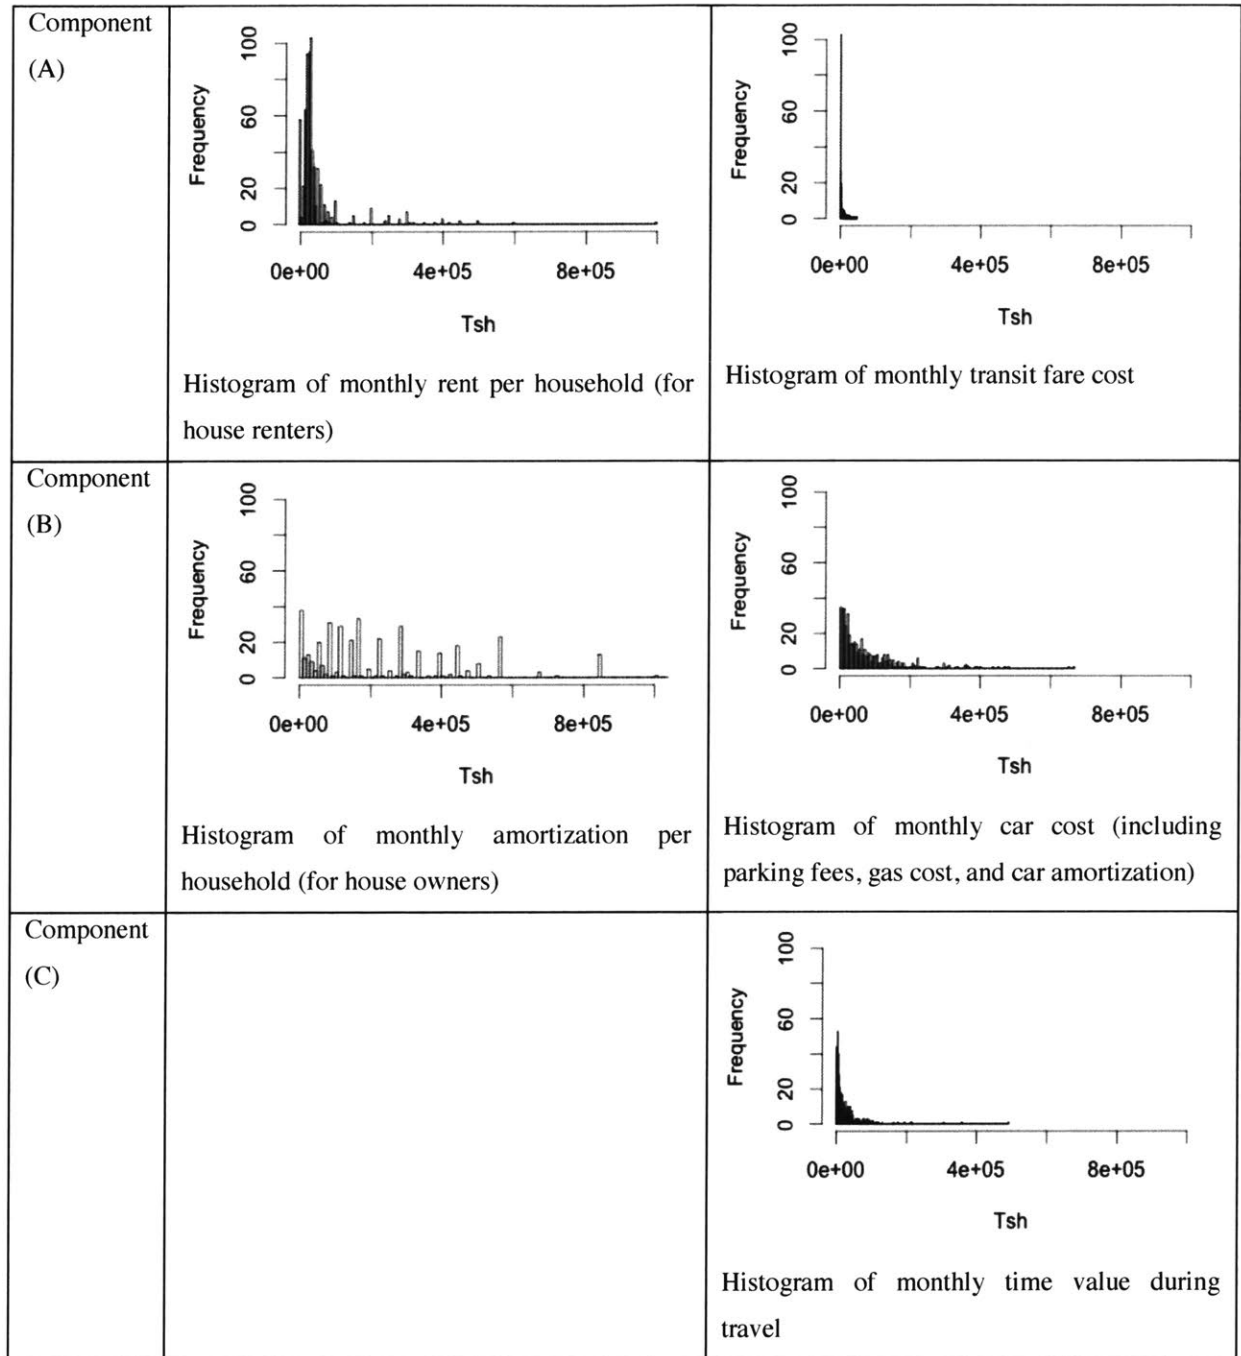 Component
(A)
100
60
20
0
Frequency
0e+00 4e+05 8e+05
Tsh
Histogram of monthly rent per household (for
house renters)
100
60
20
0
Frequency
0e+00 4e+05 8e+05
Tsh
Histogram of monthly transit fare cost
Component
(B)
100
60
20
0
Frequency
0e+00 4e+05 8e+05
Tsh
Histogram of monthly amortization per
household (for house owners)
100
60
20
0
Frequency
0e+00 4e+05 8e+05
Tsh
Histogram of monthly car cost (including
parking fees, gas cost, and car amortization)
Component
(C)
100
60
20
0
Frequency
0e+00 4e+05 8e+05
Tsh
Histogram of monthly time value during
travel